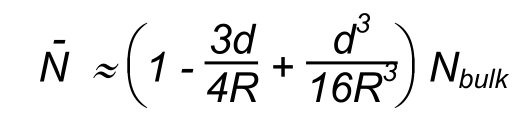 N̄ ≈ (1 - 3d/4R + d³/16R³) N_bulk